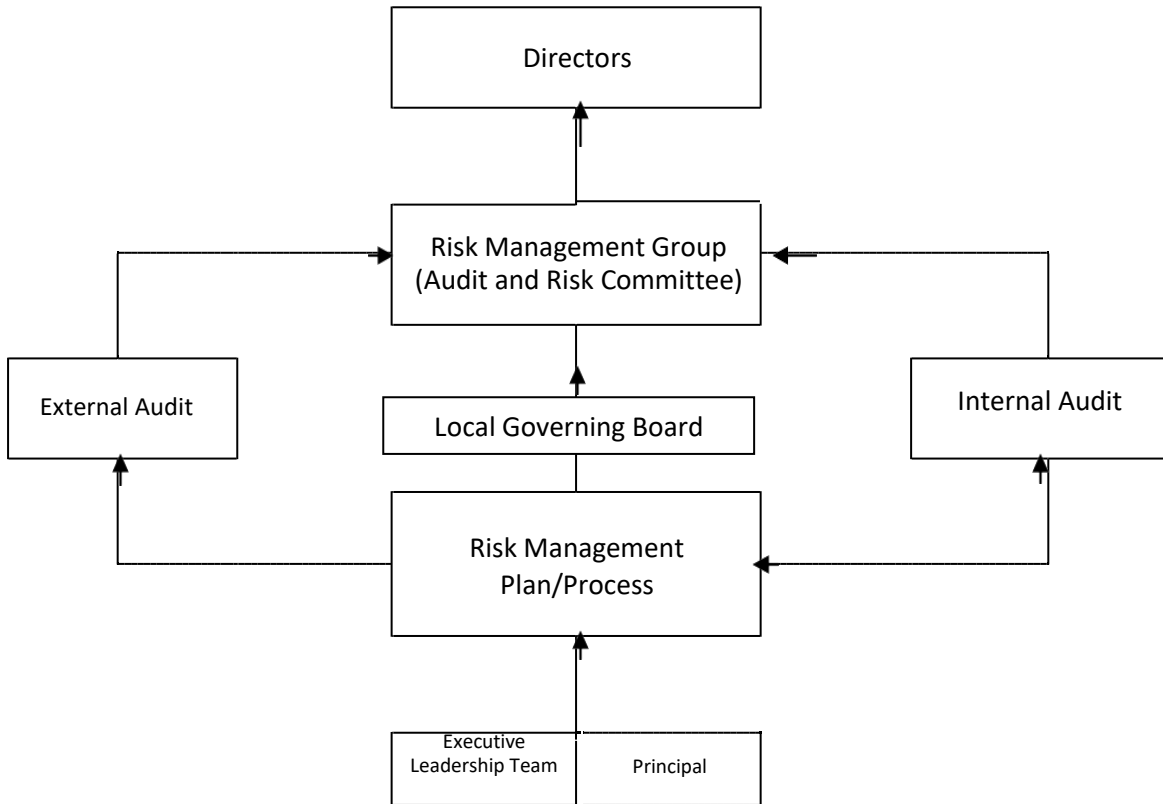 Directors
Risk Management Group
(Audit and Risk Committee)
External Audit
Internal Audit
Local Governing Board
Risk Management
Plan/Process
Executive
Leadership Team
Principal